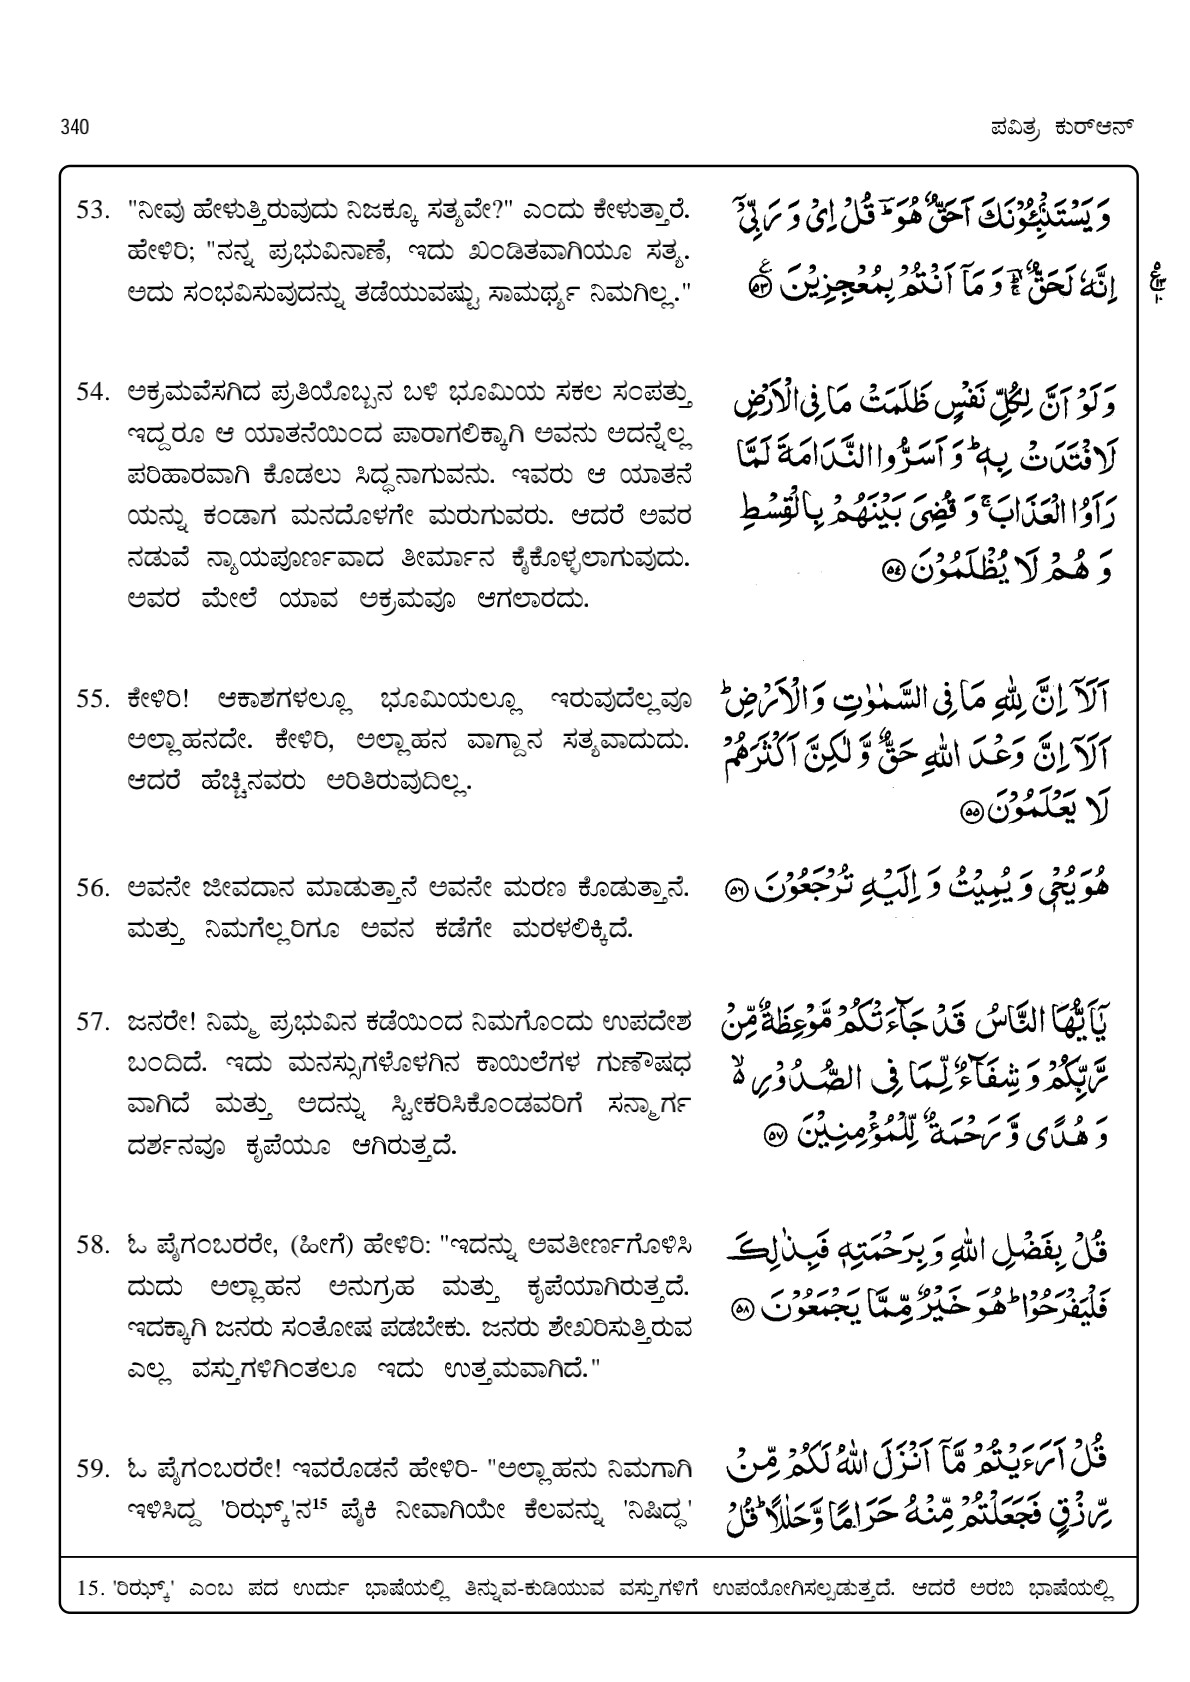 340
ಪವಿತ್ರ ಕುರ್‌ಆನ್
53. "ನೀವು ಹೇಳುತ್ತಿರುವುದು ನಿಜಕ್ಕೂ ಸತ್ಯವೇ?" ಎಂದು ಕೇಳುತ್ತಾರೆ.
ಹೇಳಿರಿ; "ನನ್ನ ಪ್ರಭುವಿನಾಣೆ, ಇದು ಖಂಡಿತವಾಗಿಯೂ ಸತ್ಯ.
ಅದು ಸಂಭವಿಸುವುದನ್ನು ತಡೆಯುವಷ್ಟು ಸಾಮರ್ಥ್ಯ ನಿಮಗಿಲ್ಲ."
وَيَسْتَنْۢبِـُٔوْنَكَ اَحَقٌّ هُوَ ؔؕ قُلْ اِیْ وَ رَبِّیْۤ
اِنَّهٗ لَحَقٌّ ؔۚ وَ مَاۤ اَنْتُمْ بِمُعْجِزِيْنَ ﴿۵۳﴾
54. ಅಕ್ರಮವೆಸಗಿದ ಪ್ರತಿಯೊಬ್ಬನ ಬಳಿ ಭೂಮಿಯ ಸಕಲ ಸಂಪತ್ತು
ಇದ್ದರೂ ಆ ಯಾತನೆಯಿಂದ ಪಾರಾಗಲಿಕ್ಕಾಗಿ ಅವನು ಅದನ್ನೆಲ್ಲ
ಪರಿಹಾರವಾಗಿ ಕೊಡಲು ಸಿದ್ಧನಾಗುವನು. ಇವರು ಆ ಯಾತನೆ
ಯನ್ನು ಕಂಡಾಗ ಮನದೊಳಗೇ ಮರುಗುವರು. ಆದರೆ ಅವರ
ನಡುವೆ ನ್ಯಾಯಪೂರ್ಣವಾದ ತೀರ್ಮಾನ ಕೈಕೊಳ್ಳಲಾಗುವುದು.
ಅವರ ಮೇಲೆ ಯಾವ ಅಕ್ರಮವೂ ಆಗಲಾರದು.
وَ لَوْ اَنَّ لِكُلِّ نَفْسٍ ظَلَمَتْ مَا فِی الْاَرْضِ
لَافْتَدَتْ بِهٖ ؕ وَ اَسَرُّوا النَّدَامَةَ لَمَّا
رَاَوُا الْعَذَابَ ۚ وَ قُضِیَ بَيْنَهُمْ بِالْقِسْطِ
وَ هُمْ لَا يُظْلَمُوْنَ ﴿۵۴﴾
55. ಕೇಳಿರಿ! ಆಕಾಶಗಳಲ್ಲೂ ಭೂಮಿಯಲ್ಲೂ ಇರುವುದೆಲ್ಲವೂ
ಅಲ್ಲಾಹನದೇ. ಕೇಳಿರಿ, ಅಲ್ಲಾಹನ ವಾಗ್ದಾನ ಸತ್ಯವಾದುದು.
ಆದರೆ ಹೆಚ್ಚಿನವರು ಅರಿತಿರುವುದಿಲ್ಲ.
اَلَاۤ اِنَّ لِلّٰهِ مَا فِی السَّمٰوٰتِ وَ الْاَرْضِ ؕ
اَلَاۤ اِنَّ وَعْدَ اللّٰهِ حَقٌّ وَّ لٰكِنَّ اَكْثَرَهُمْ
لَا يَعْلَمُوْنَ ﴿۵۵﴾
56. ಅವನೇ ಜೀವದಾನ ಮಾಡುತ್ತಾನೆ ಅವನೇ ಮರಣ ಕೊಡುತ್ತಾನೆ.
ಮತ್ತು ನಿಮಗೆಲ್ಲರಿಗೂ ಅವನ ಕಡೆಗೇ ಮರಳಲಿಕ್ಕಿದೆ.
هُوَ يُحْیٖ وَ يُمِيْتُ وَ اِلَيْهِ تُرْجَعُوْنَ ﴿۵۶﴾
57. ಜನರೇ! ನಿಮ್ಮ ಪ್ರಭುವಿನ ಕಡೆಯಿಂದ ನಿಮಗೊಂದು ಉಪದೇಶ
ಬಂದಿದೆ. ಇದು ಮನಸ್ಸುಗಳೊಳಗಿನ ಕಾಯಿಲೆಗಳ ಗುಣೌಷಧ
ವಾಗಿದೆ ಮತ್ತು ಅದನ್ನು ಸ್ವೀಕರಿಸಿಕೊಂಡವರಿಗೆ ಸನ್ಮಾರ್ಗ
ದರ್ಶನವೂ ಕೃಪೆಯೂ ಆಗಿರುತ್ತದೆ.
يٰۤاَيُّهَا النَّاسُ قَدْ جَآءَتْكُمْ مَّوْعِظَةٌ مِّنْ
رَّبِّكُمْ وَ شِفَآءٌ لِّمَا فِی الصُّدُوْرِ ۙ
وَ هُدًی وَّ رَحْمَةٌ لِّلْمُؤْمِنِيْنَ ﴿۵۷﴾
58. ಓ ಪೈಗಂಬರರೇ, (ಹೀಗೆ) ಹೇಳಿರಿ: "ಇದನ್ನು ಅವತೀರ್ಣಗೊಳಿಸಿ
ದುದು ಅಲ್ಲಾಹನ ಅನುಗ್ರಹ ಮತ್ತು ಕೃಪೆಯಾಗಿರುತ್ತದೆ.
ಇದಕ್ಕಾಗಿ ಜನರು ಸಂತೋಷ ಪಡಬೇಕು. ಜನರು ಶೇಖರಿಸುತ್ತಿರುವ
ಎಲ್ಲ ವಸ್ತುಗಳಿಗಿಂತಲೂ ಇದು ಉತ್ತಮವಾಗಿದೆ."
قُلْ بِفَضْلِ اللّٰهِ وَ بِرَحْمَتِهٖ فَبِذٰلِكَ
فَلْيَفْرَحُوْا ؕ هُوَ خَيْرٌ مِّمَّا يَجْمَعُوْنَ ﴿۵۸﴾
59. ಓ ಪೈಗಂಬರರೇ! ಇವರೊಡನೆ ಹೇಳಿರಿ- "ಅಲ್ಲಾಹನು ನಿಮಗಾಗಿ
ಇಳಿಸಿದ್ದ 'ರಿಝ್ಕ್'ನ15 ಪೈಕಿ ನೀವಾಗಿಯೇ ಕೆಲವನ್ನು 'ನಿಷಿದ್ಧ'
قُلْ اَرَءَيْتُمْ مَّاۤ اَنْزَلَ اللّٰهُ لَكُمْ مِّنْ
رِّزْقٍ فَجَعَلْتُمْ مِّنْهُ حَرَامًا وَّ حَلٰلًا ؕ قُلْ
15. 'ರಿಝ್ಕ್' ಎಂಬ ಪದ ಉರ್ದು ಭಾಷೆಯಲ್ಲಿ ತಿನ್ನುವ-ಕುಡಿಯುವ ವಸ್ತುಗಳಿಗೆ ಉಪಯೋಗಿಸಲ್ಪಡುತ್ತದೆ. ಆದರೆ ಅರಬಿ ಭಾಷೆಯಲ್ಲಿ